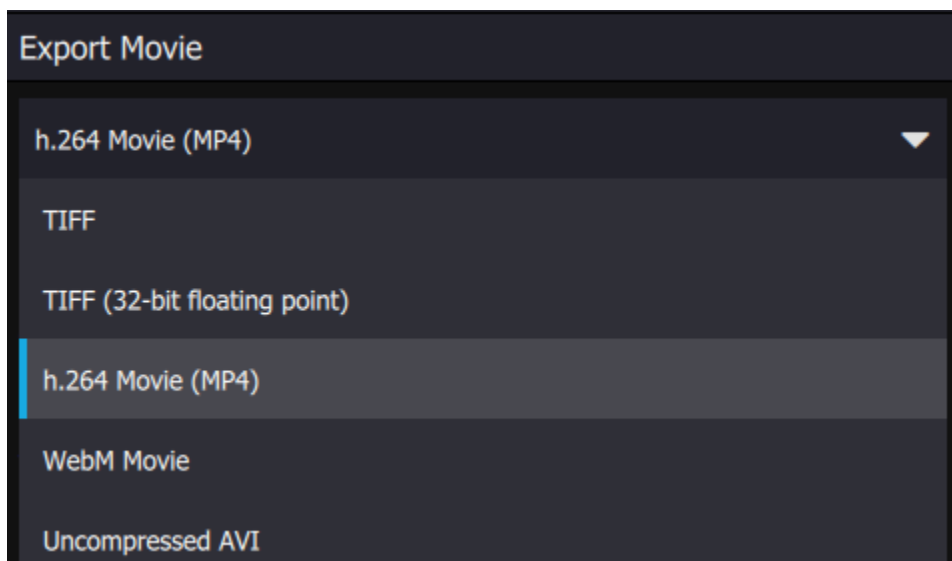 Export Movie
h.264 Movie (MP4)
TIFF
TIFF (32-bit floating point)
h.264 Movie (MP4)
WebM Movie
Uncompressed AVI